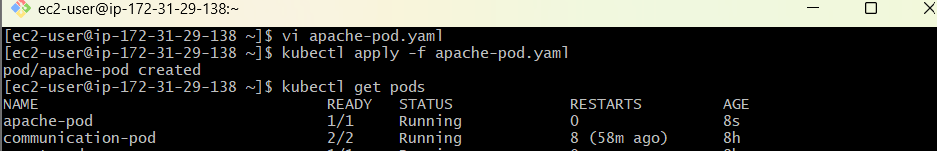 ec2-user@ip-172-31-29-138:~
[ec2-user@ip-172-31-29-138 ~]$ vi apache-pod.yaml
[ec2-user@ip-172-31-29-138 ~]$ kubectl apply -f apache-pod.yaml
pod/apache-pod created
[ec2-user@ip-172-31-29-138 ~]$ kubectl get pods
NAME READY STATUS RESTARTS AGE
apache-pod 1/1 Running 0 8s
communication-pod 2/2 Running 8 (58m ago) 8h